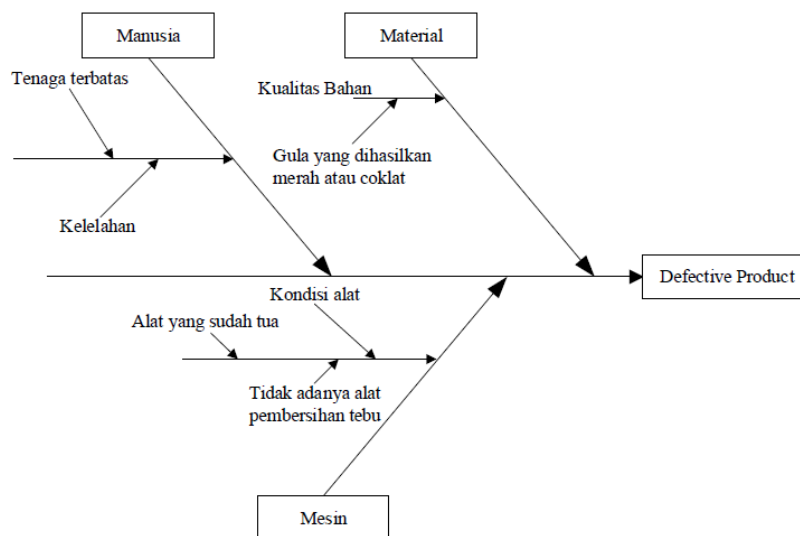 Manusia
Material
Tenaga terbatas
Kualitas Bahan
Gula yang dihasilkan
merah atau coklat
Kelelahan
Defective Product
Kondisi alat
Alat yang sudah tua
Tidak adanya alat
pembersihan tebu
Mesin